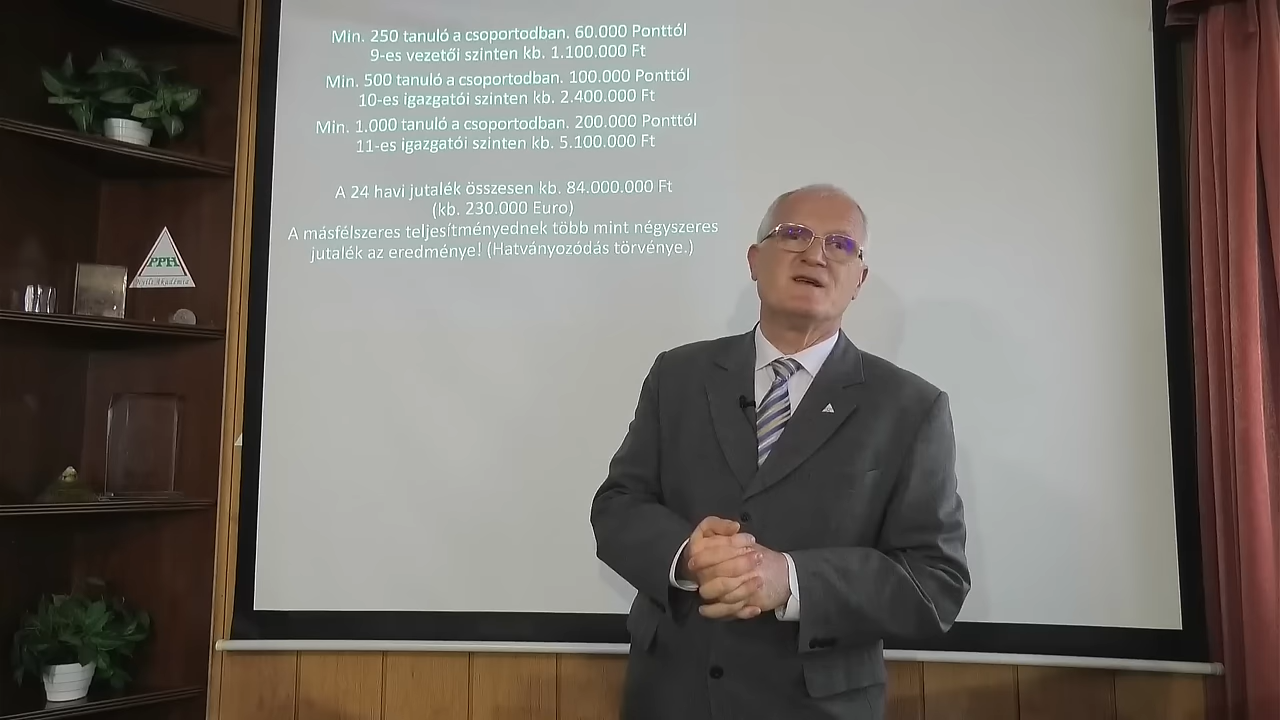 Min. 250 tanuló a csoportodban. 60.000 Ponttól
9-es vezetői szinten kb. 1.100.000 Ft
Min. 500 tanuló a csoportodban. 100.000 Ponttól
10-es igazgatói szinten kb. 2.400.000 Ft
Min. 1.000 tanuló a csoportodban. 200.000 Ponttól
11-es igazgatói szinten kb. 5.100.000 Ft
A 24 havi jutalék összesen kb. 84.000.000 Ft
(kb. 230.000 Euro)
A másfélszeres teljesítményednek több mint négyszeres
jutalék az eredménye! (Hatványozódás törvénye.)
PPH
Nyílt Akadémia